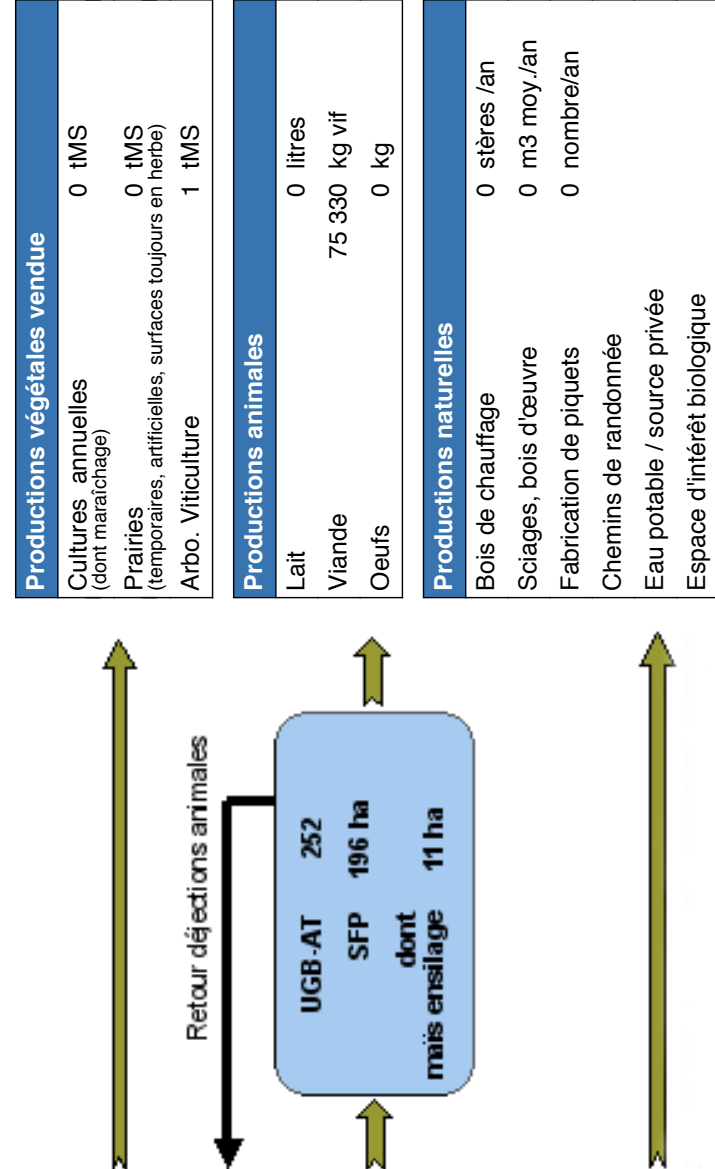 Retour déjections animales
UGB-AT 252
SFP 196 ha
dont
maïs ensilage 11 ha
Productions végétales vendue
Cultures annuelles 0 tMS
(dont maraîchage)
Prairies 0 tMS
(temporaires, artificielles, surfaces toujours en herbe)
Arbo. Viticulture 1 tMS
Productions animales
Lait 0 litres
Viande 75 330 kg vif
Oeufs 0 kg
Productions naturelles
Bois de chauffage 0 stères /an
Sciages, bois d'œuvre 0 m3 moy./an
Fabrication de piquets 0 nombre/an
Chemins de randonnée
Eau potable / source privée
Espace d'intérêt biologique